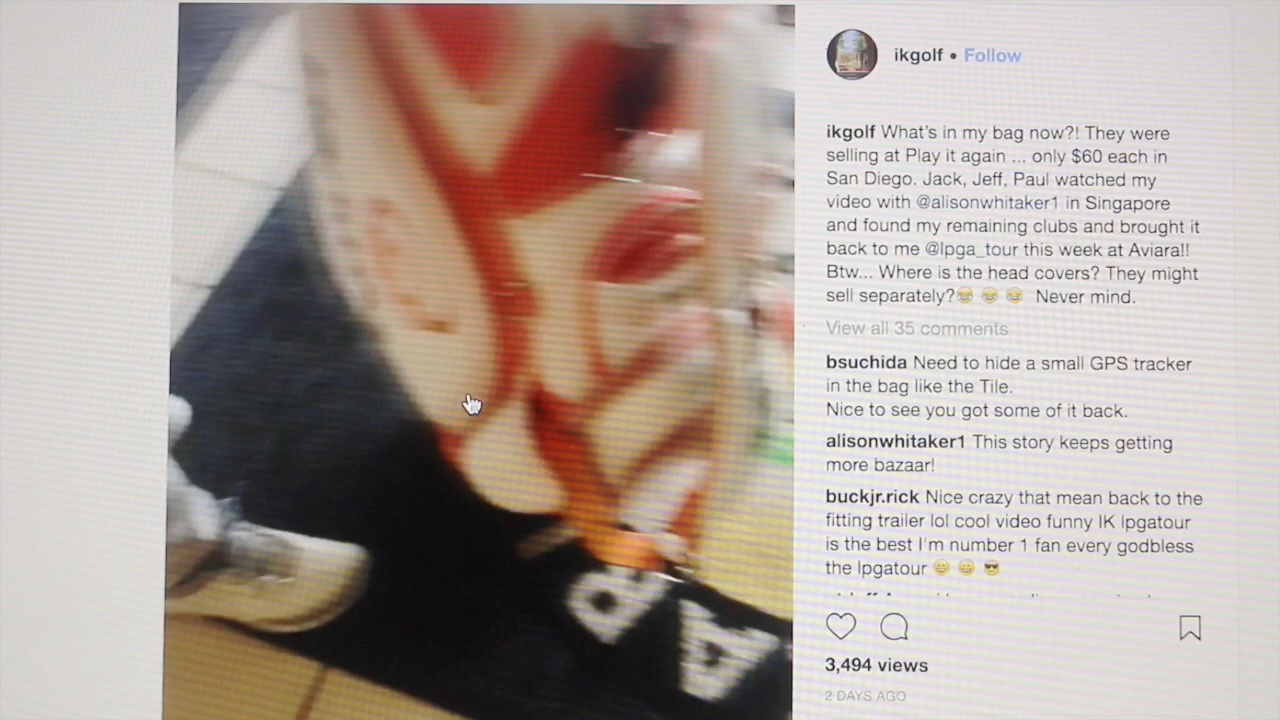 ikgolf • Follow
ikgolf What's in my bag now?! They were
selling at Play it again ... only $60 each in
San Diego. Jack, Jeff, Paul watched my
video with @alisonwhitaker1 in Singapore
and found my remaining clubs and brought it
back to me @lpga_tour this week at Aviara!!
Btw... Where is the head covers? They might
sell separately?😂 😂 😂 Never mind.
View all 35 comments
bsuchida Need to hide a small GPS tracker
in the bag like the Tile.
Nice to see you got some of it back.
alisonwhitaker1 This story keeps getting
more bazaar!
buckjr.rick Nice crazy that mean back to the
fitting trailer lol cool video funny IK lpgatour
is the best I'm number 1 fan every godbless
the lpgatour 😄 😄 😎
3,494 views
2 DAYS AGO